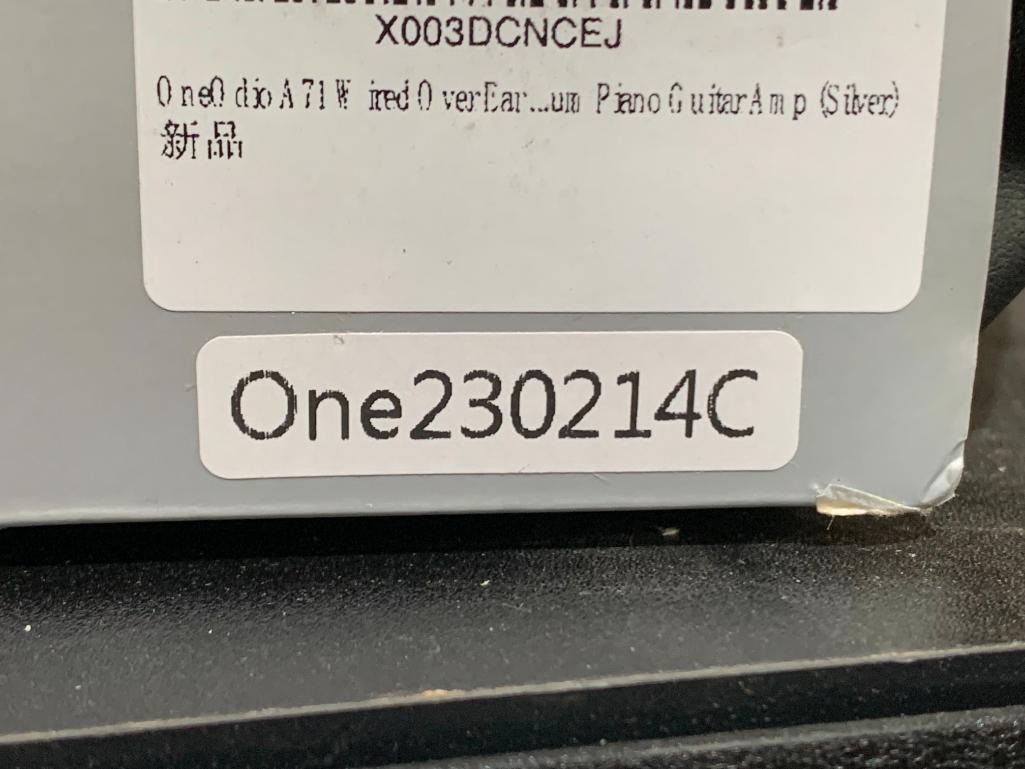 X003DCNCEJ
OneOdio A71 Wired Over Ear...um Piano Guitar Amp (Silver)
新品
One230214C